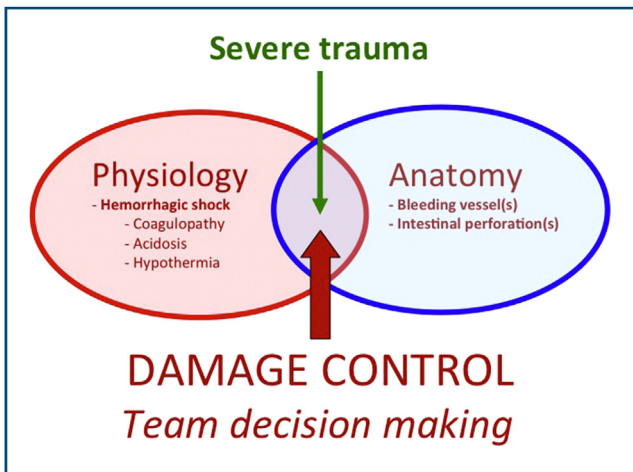 Severe trauma
Physiology
- Hemorrhagic shock
- Coagulopathy
- Acidosis
- Hypothermia
Anatomy
- Bleeding vessel(s)
- Intestinal perforation(s)
DAMAGE CONTROL
Team decision making